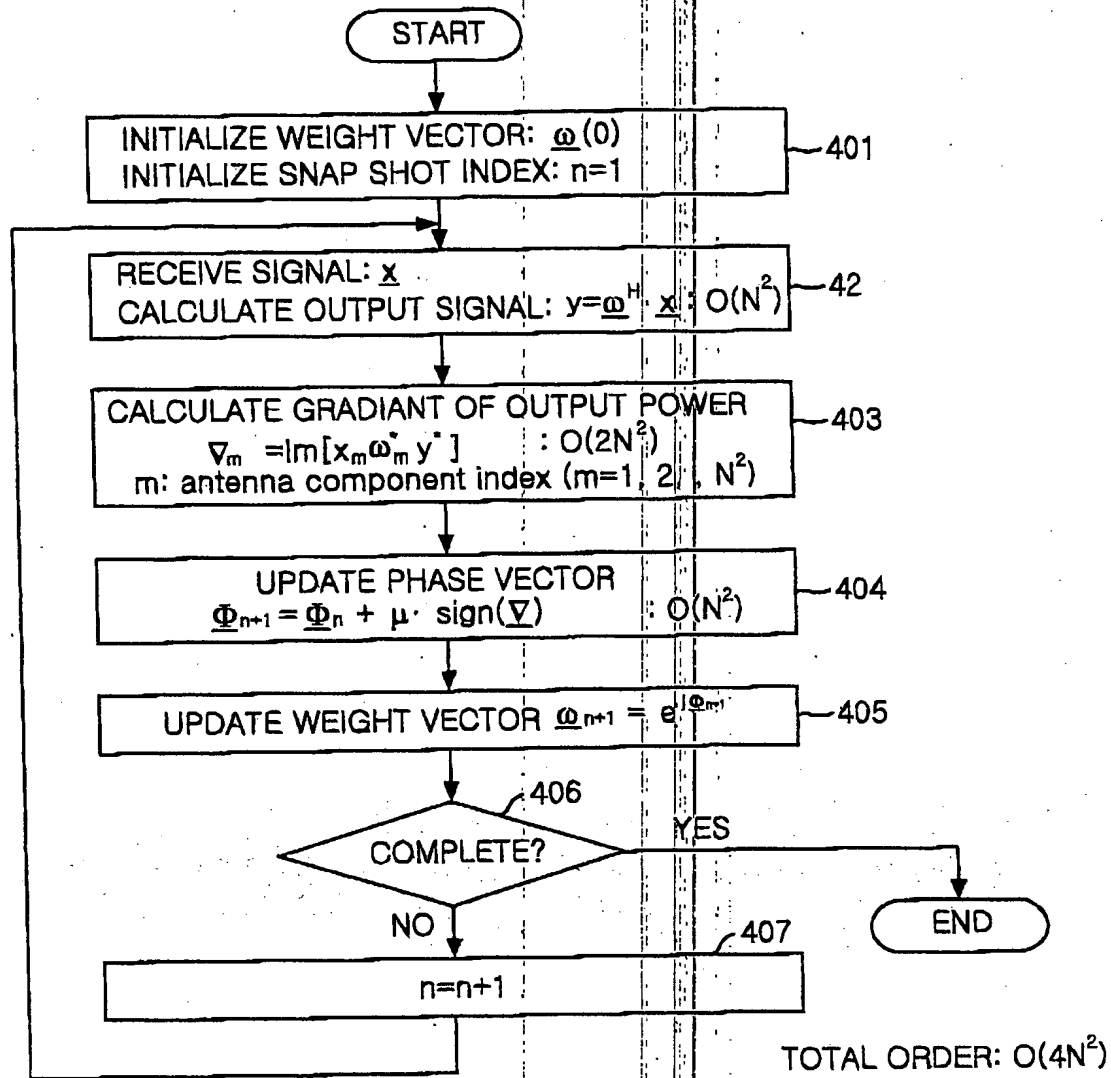 START
INITIALIZE WEIGHT VECTOR: ω(0)
INITIALIZE SNAP SHOT INDEX: n=1
401
RECEIVE SIGNAL: x
CALCULATE OUTPUT SIGNAL: y=ω^H · x : O(N²)
42
CALCULATE GRADIANT OF OUTPUT POWER
∇m =Im[xmω*m y*] : O(2N²)
m: antenna component index (m=1, 2, , N²)
403
UPDATE PHASE VECTOR
Φn+1 = Φn + μ· sign(∇) : O(N²)
404
UPDATE WEIGHT VECTOR ωn+1 = e^jΦn+1
405
406
COMPLETE?
YES
NO
END
407
n=n+1
TOTAL ORDER: O(4N²)